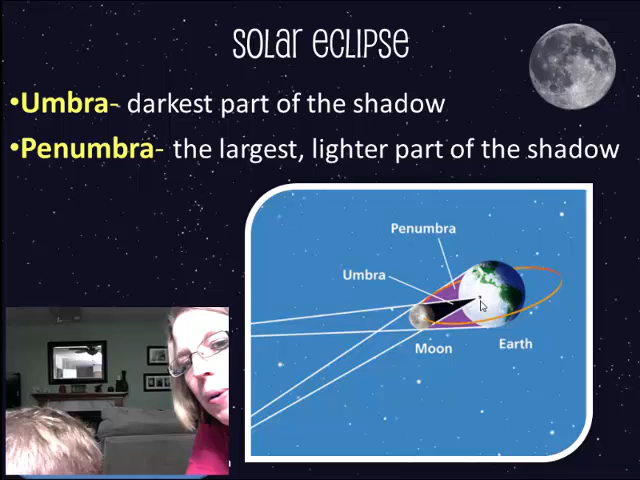 Solar Eclipse
•Umbra- darkest part of the shadow
•Penumbra- the largest, lighter part of the shadow
Penumbra
Umbra
Moon
Earth